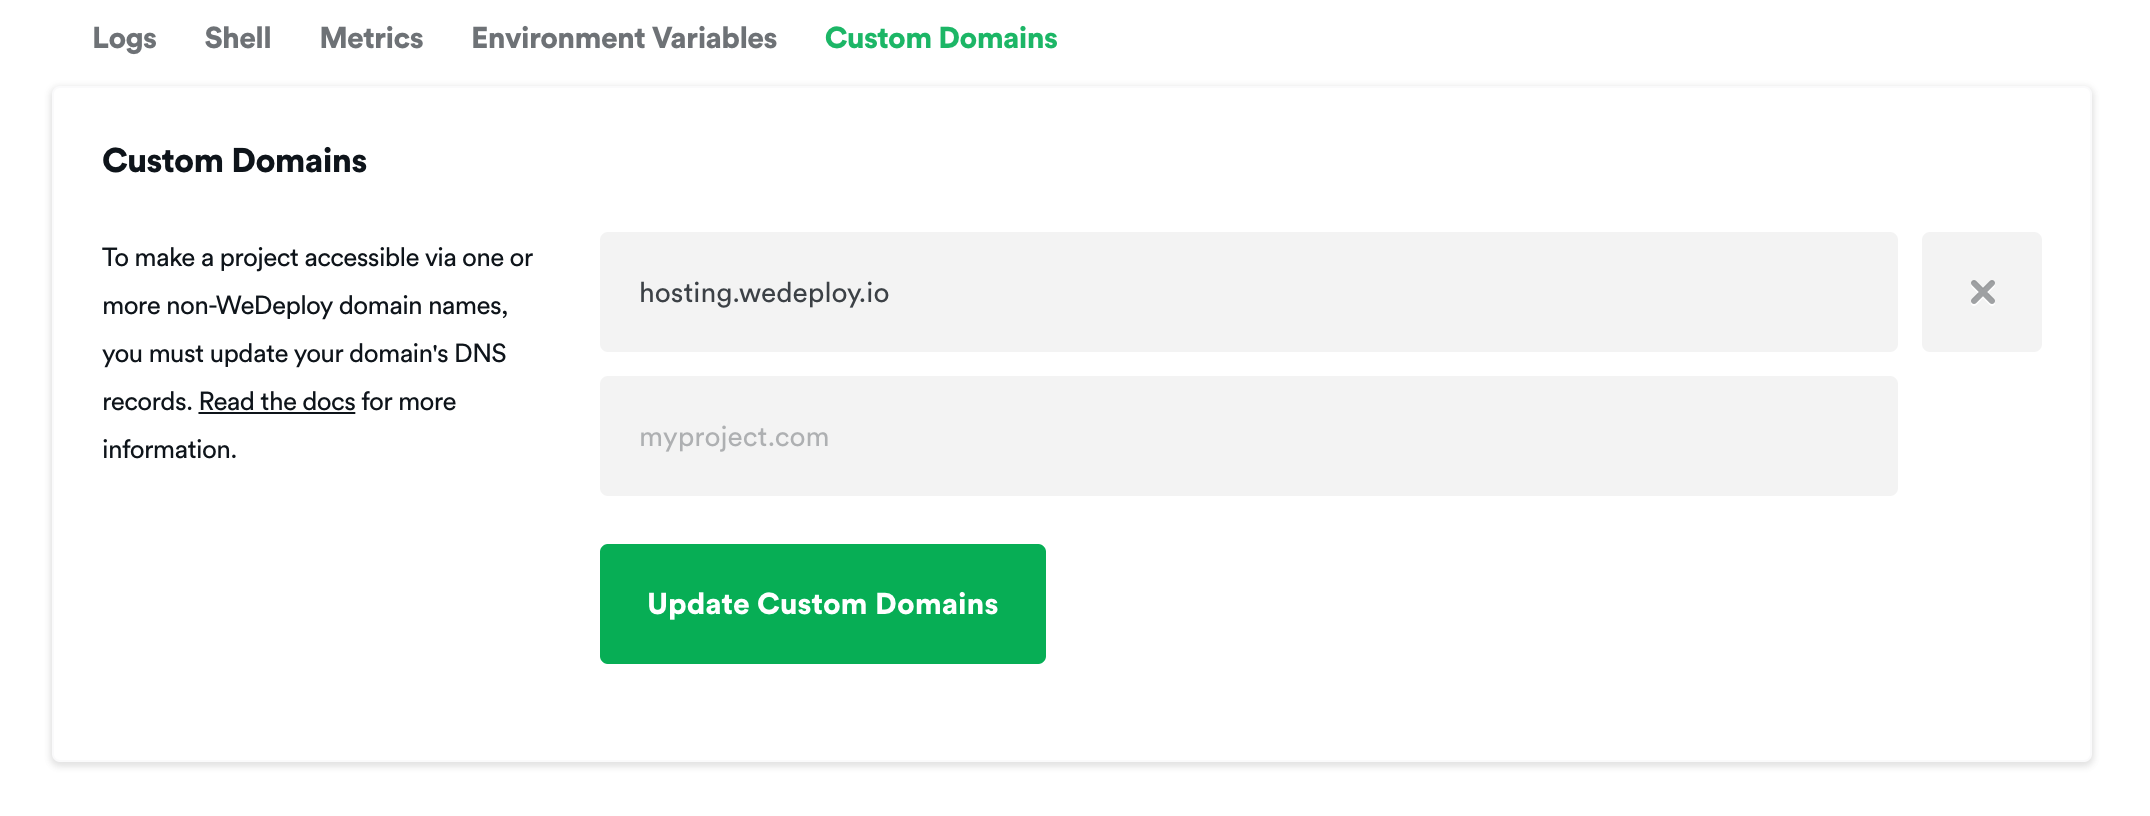 Logs Shell Metrics Environment Variables Custom Domains
Custom Domains
To make a project accessible via one or
more non-WeDeploy domain names,
you must update your domain's DNS
records. Read the docs for more
information.
hosting.wedeploy.io
myproject.com
Update Custom Domains